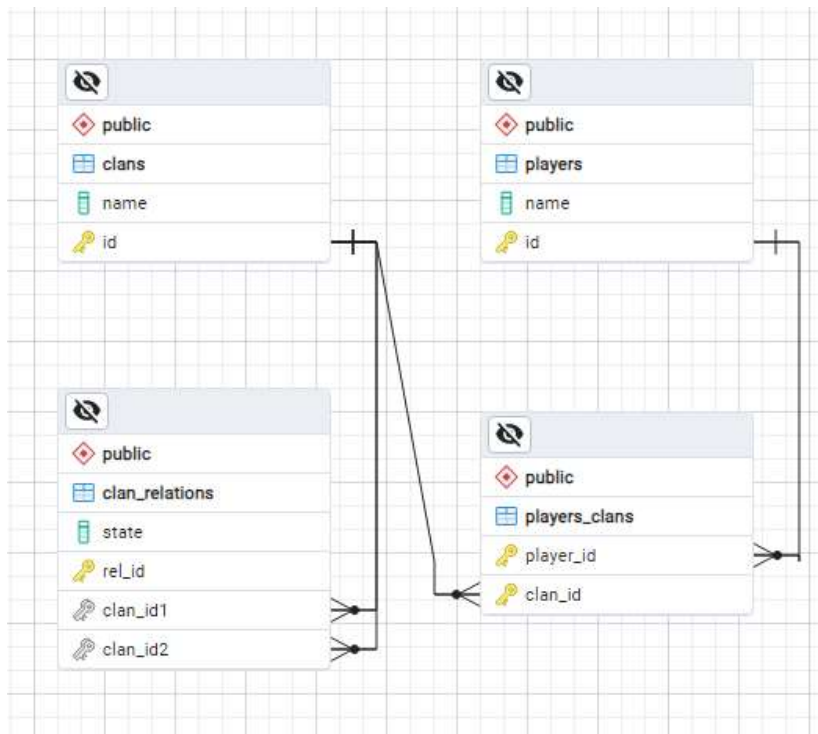 public
clans
name
id
public
players
name
id
public
clan_relations
state
rel_id
clan_id1
clan_id2
public
players_clans
player_id
clan_id